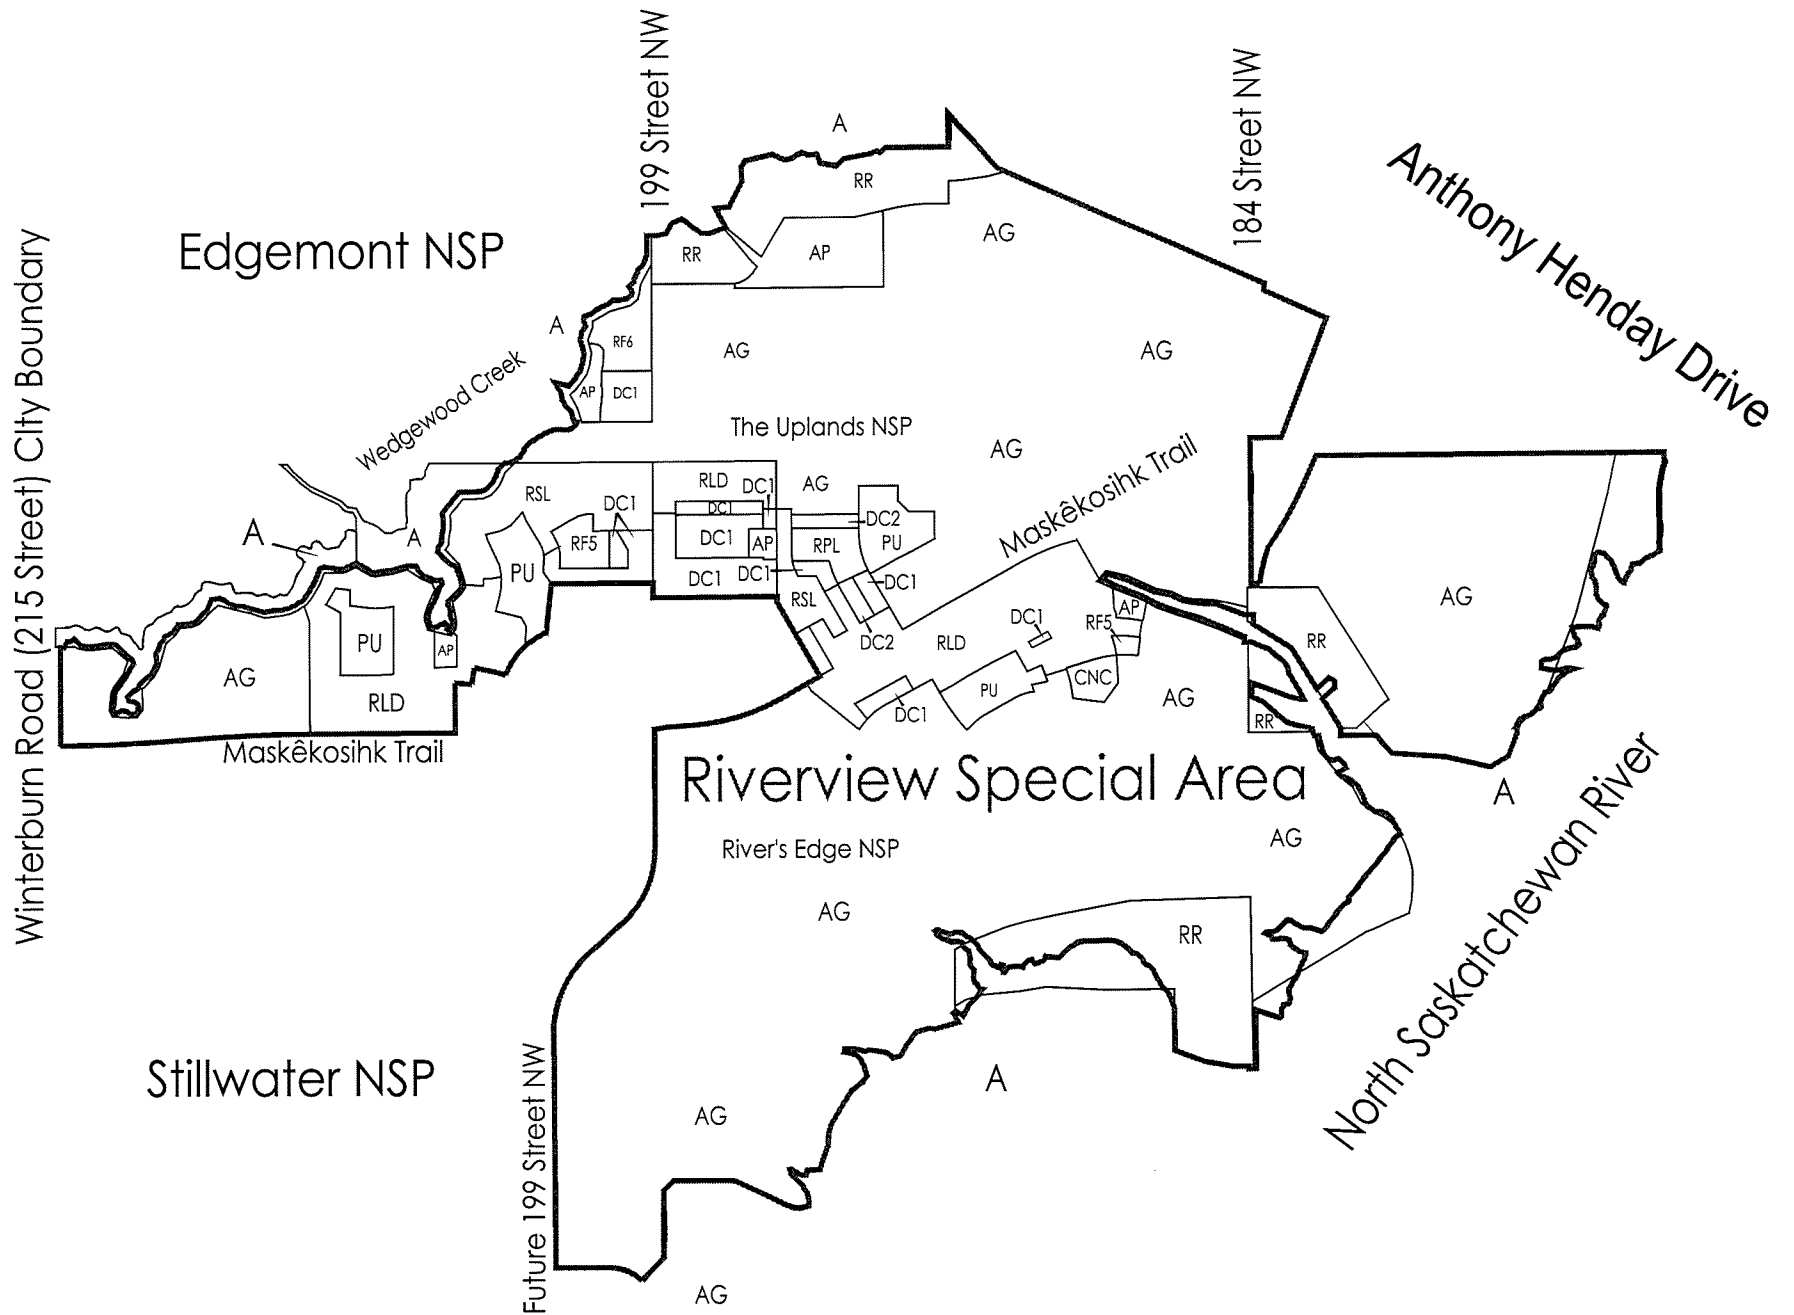 199 Street NW
184 Street NW
A
Anthony Henday Drive
RR
Edgemont NSP
AG
RR
AP
Winterburn Road (215 Street) CIty Boundary
A
RF6
AG
AG
Wedgewood Creek
AP
DC1
The Uplands NSP
AG
Maskêkosihk Trail
RLD
DC1
AG
RSL
DC1
DC1
DC2
A
A
RF5
DC1
AP
RPL
PU
PU
DC1
DC1
DC1
AG
RSL
AP
DC1
RF5
PU
AP
DC2
RLD
RR
AG
RLD
CNC
PU
AG
DC1
RR
Maskêkosihk Trail
Riverview Special Area
A
North Saskatchewan River
River's Edge NSP
AG
AG
RR
Stillwater NSP
A
Future 199 Street NW
AG
AG